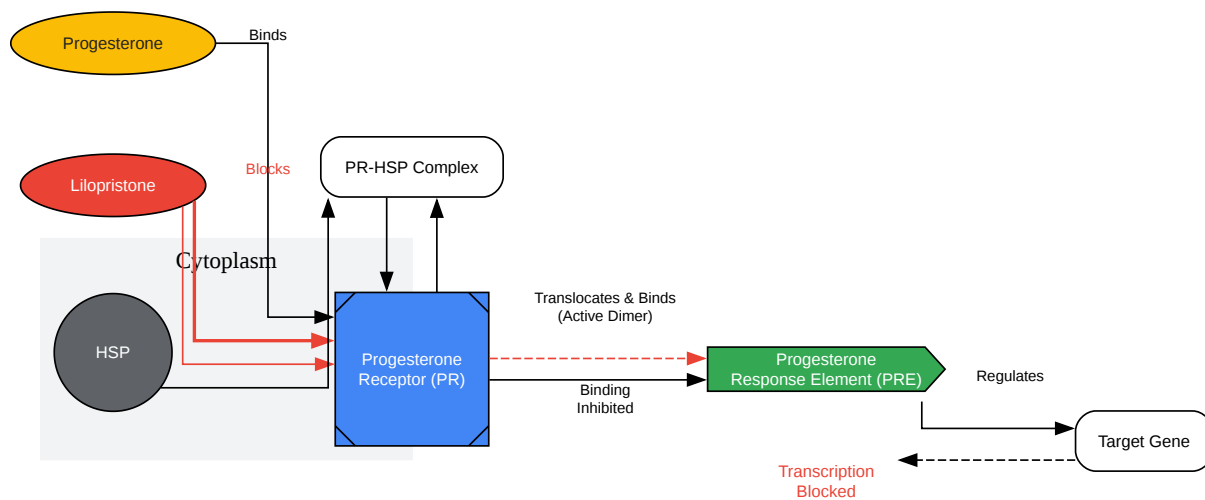 Progesterone
Binds
Lilopristone
Blocks
PR-HSP Complex
Cytoplasm
HSP
Progesterone
Receptor (PR)
Translocates & Binds
(Active Dimer)
Binding
Inhibited
Progesterone
Response Element (PRE)
Regulates
Target Gene
Transcription
Blocked